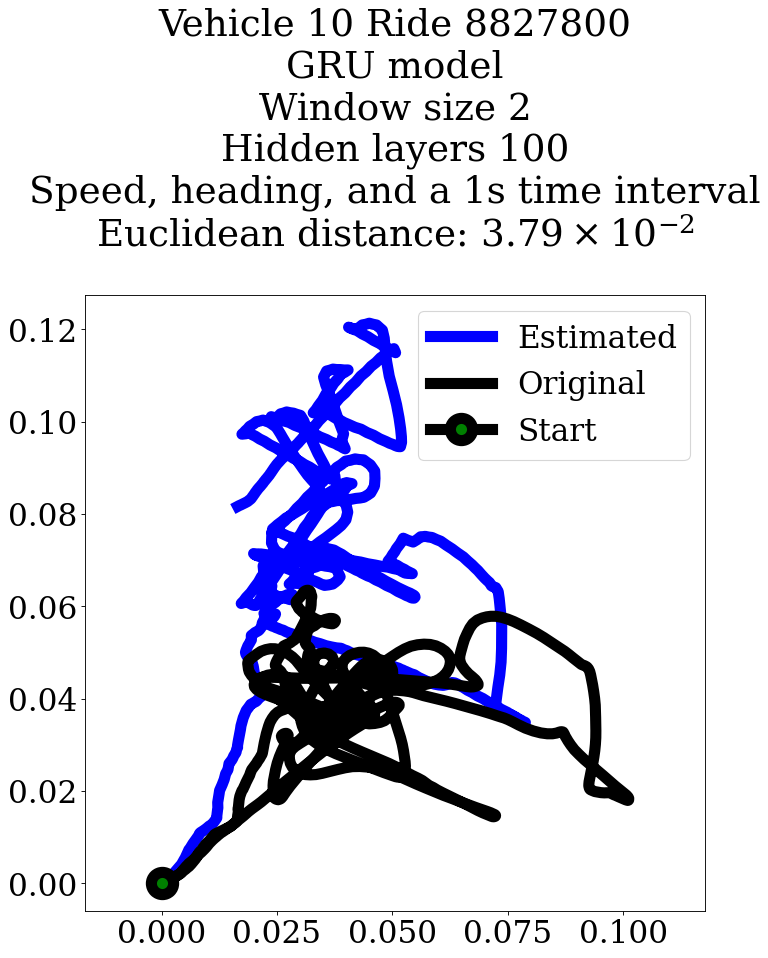 Vehicle 10 Ride 8827800
GRU model
Window size 2
Hidden layers 100
Speed, heading, and a 1s time interval
Euclidean distance: 3.79 × 10⁻²
Estimated
Original
Start
0.12
0.10
0.08
0.06
0.04
0.02
0.00
0.000 0.025 0.050 0.075 0.100